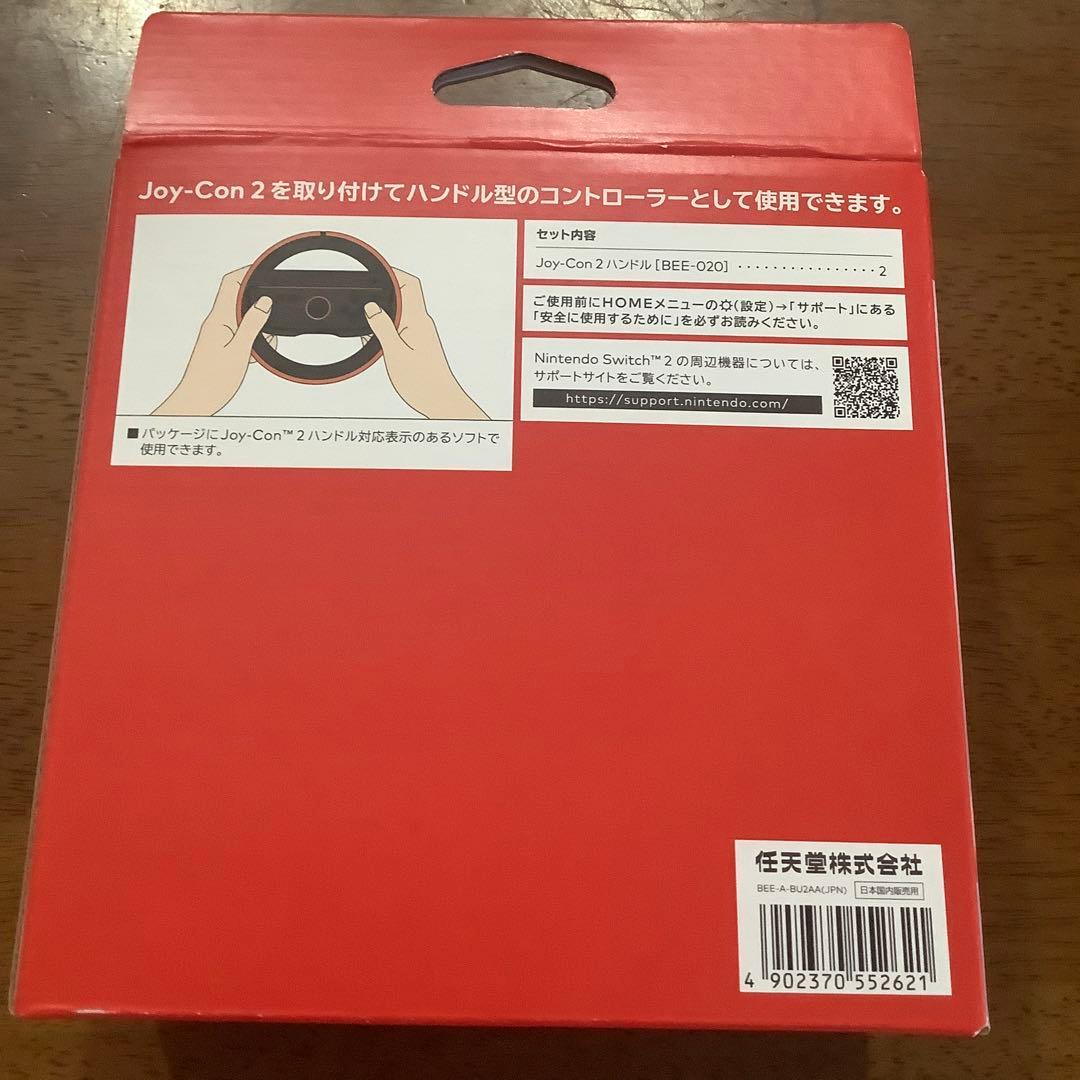 Joy-Con 2を取り付けてハンドル型のコントローラーとして使用できます。
■パッケージにJoy-Con™ 2ハンドル対応表示のあるソフトで
使用できます。
セット内容
Joy-Con 2 ハンドル [BEE-020] ················ 2
ご使用前にHOMEメニューの(設定)→「サポート」にある
「安全に使用するために」を必ずお読みください。
Nintendo Switch™ 2 の周辺機器については、
サポートサイトをご覧ください。
https://support.nintendo.com/
任天堂株式会社
BEE-A-BU2AA(JPN) 日本国内販売用
4 902370 552621